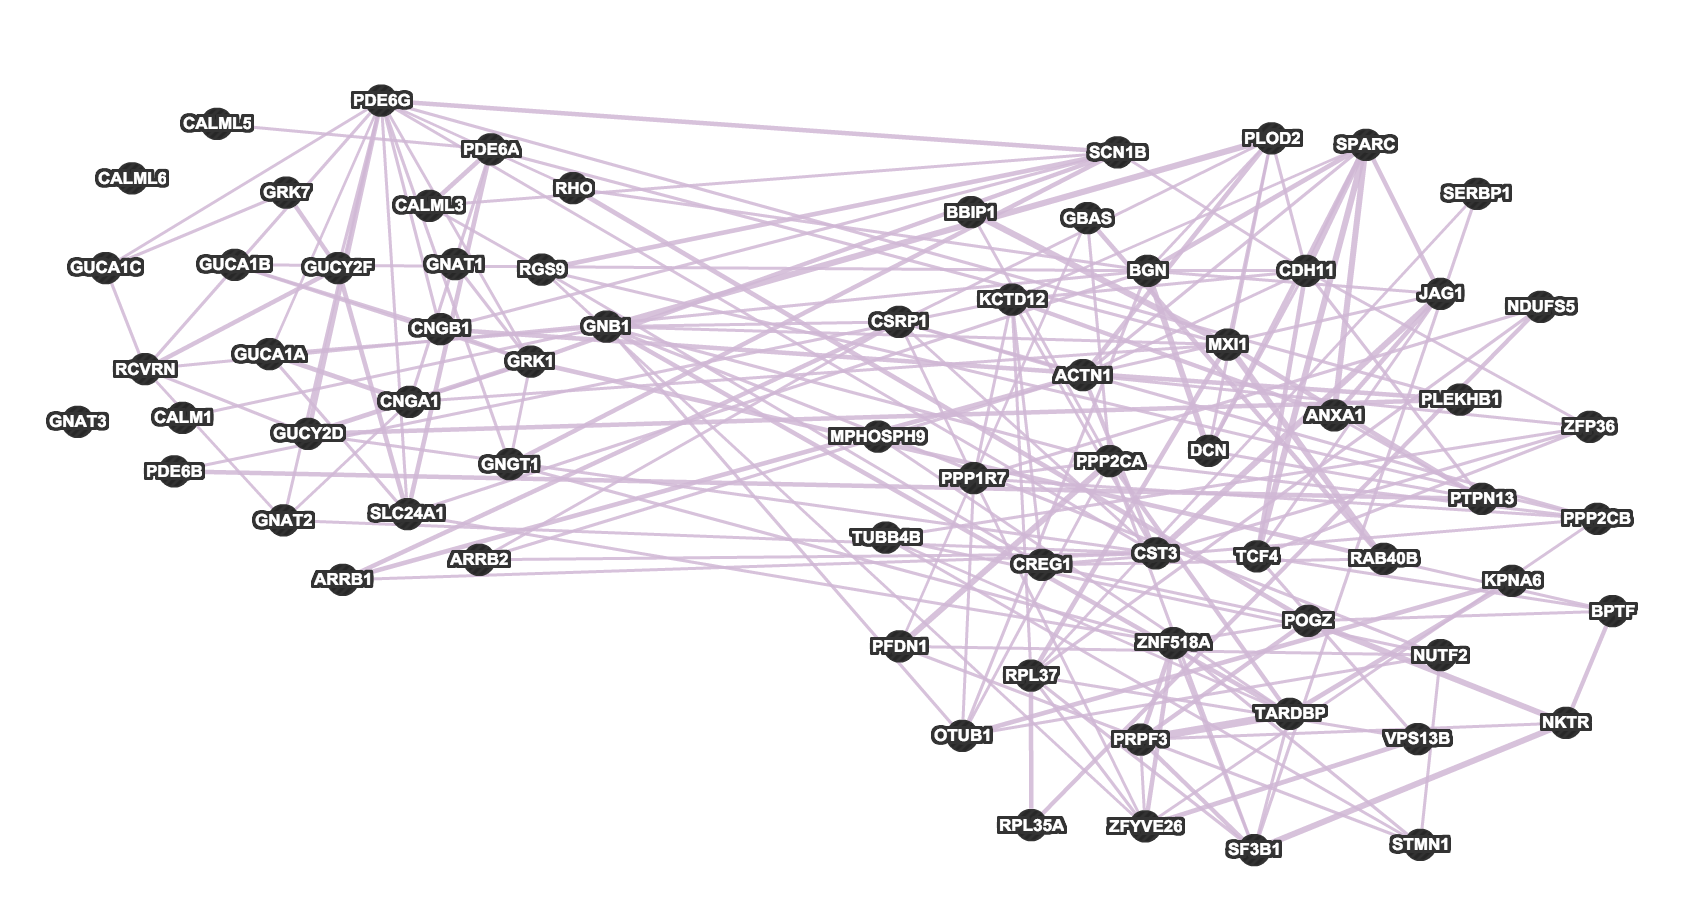 PDE6G
CALML5
PDE6A
PLOD2
SPARC
SCN1B
CALML6
GRK7
CALML3
RHO
SERBP1
BBIP1
GBAS
GUCA1C
GUCA1B
GUCY2F
GNAT1
RGS9
BGN
CDH11
JAG1
KCTD12
NDUFS5
CNGB1
GNB1
CSRP1
MXI1
RCVRN
GUCA1A
GRK1
ACTN1
CNGA1
PLEKHB1
GNAT3
CALM1
ANXA1
GUCY2D
MPHOSPH9
ZFP36
DCN
PDE6B
GNGT1
PPP1R7
PPP2CA
PTPN13
GNAT2
SLC24A1
PPP2CB
TUBB4B
ARRB1
ARRB2
CREG1
CST3
TCF4
RAB40B
KPNA6
BPTF
POGZ
PFDN1
ZNF518A
NUTF2
RPL37
TARDBP
OTUB1
PRPF3
VPS13B
NKTR
RPL35A
ZFYVE26
SF3B1
STMN1